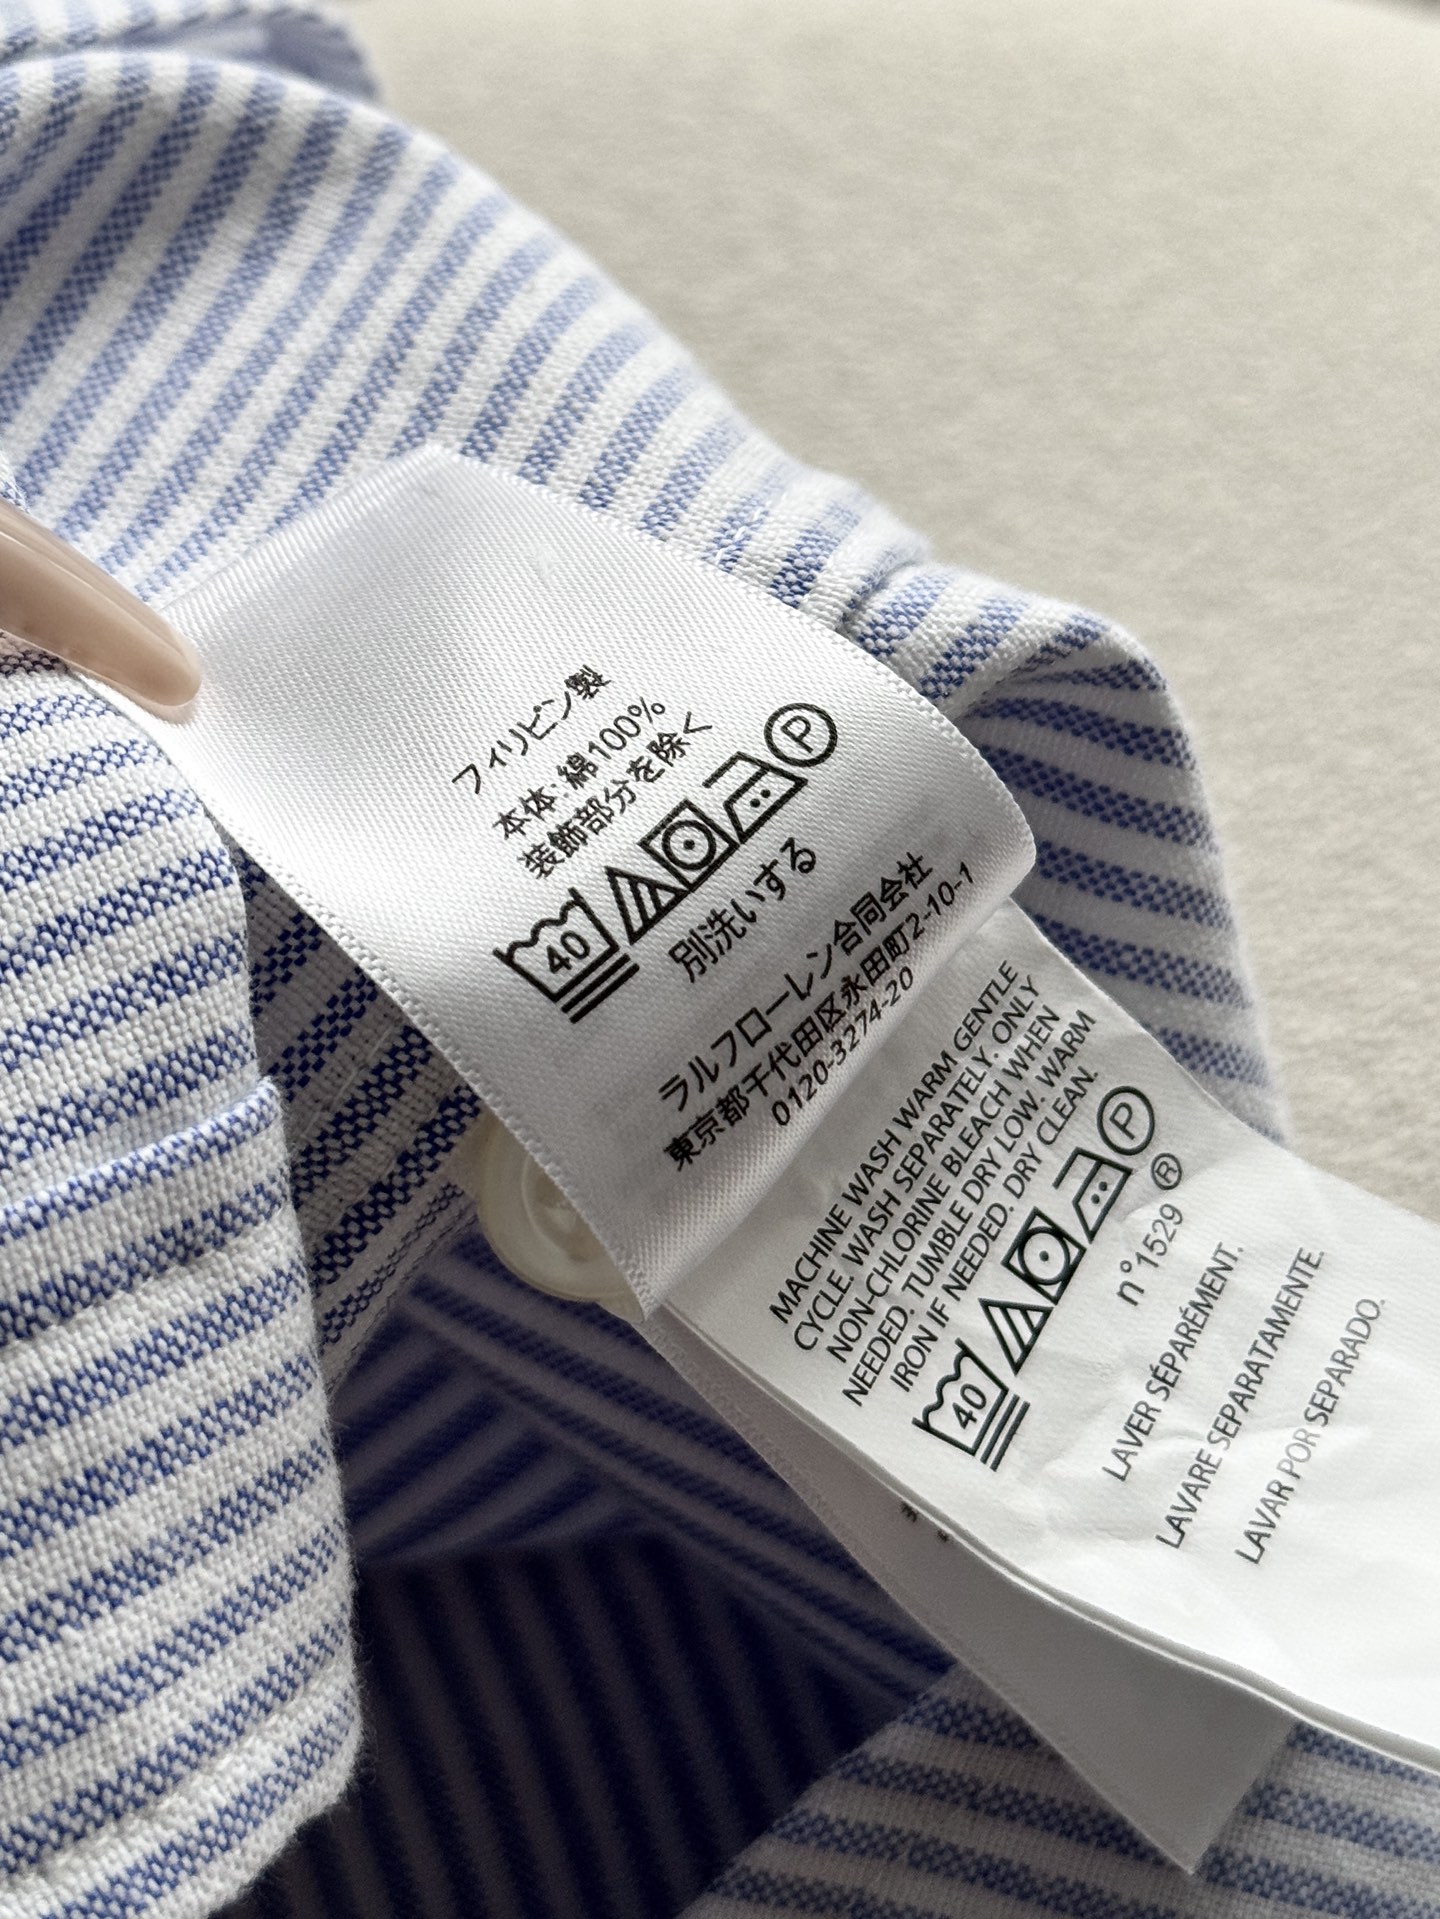 フィリピン製
本体:綿100%
装飾部分を除く
40
P
別洗いする
ラルフローレン合同会社
東京都千代田区永田町2-10-1
0120-3274-20
MACHINE WASH WARM GENTLE
CYCLE. WASH SEPARATELY. ONLY
NON-CHLORINE BLEACH WHEN
NEEDED. TUMBLE DRY LOW. WARM
IRON IF NEEDED. DRY CLEAN.
40
P
n°1529 ®
LAVER SÉPARÉMENT.
LAVARE SEPARATAMENTE.
LAVAR POR SEPARADO.